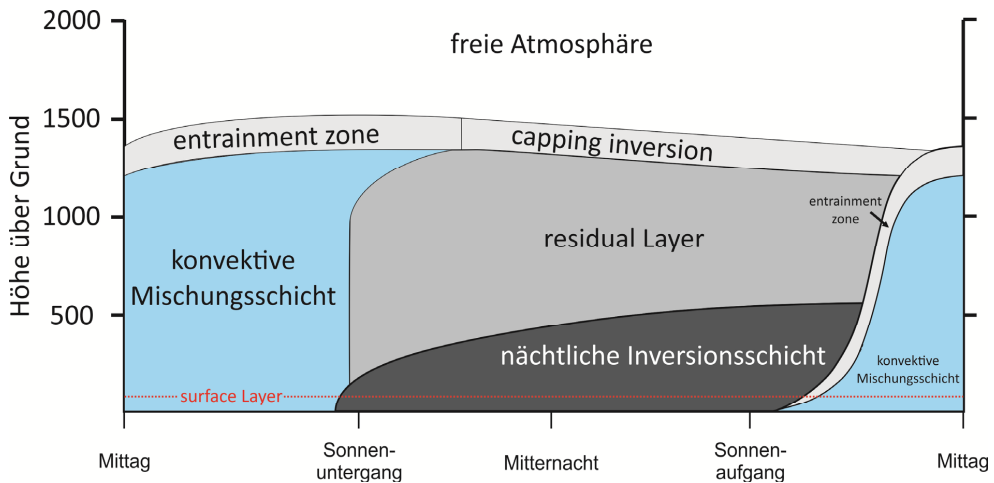 2000
freie Atmosphäre
1500
entrainment zone
capping inversion
entrainment
zone
1000
residual Layer
konvektive
Mischungsschicht
500
nächtliche Inversionsschicht
konvektive
Mischungsschicht
surface Layer
Höhe über Grund
Mittag
Sonnen-
untergang
Mitternacht
Sonnen-
aufgang
Mittag